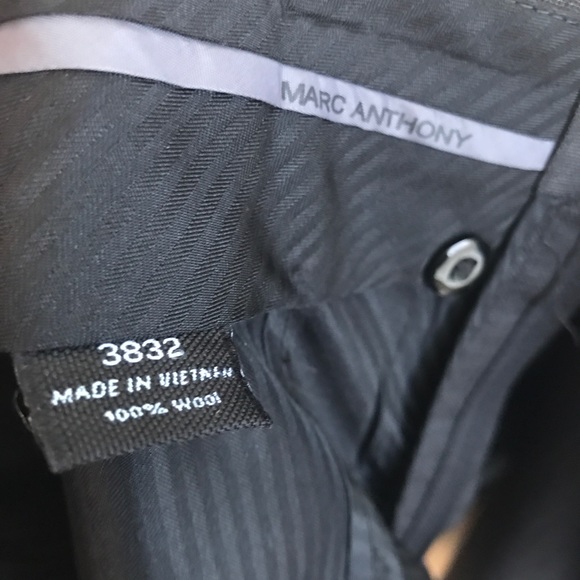 MARC ANTHONY
3832
MADE IN VIETNAM
100% Wool